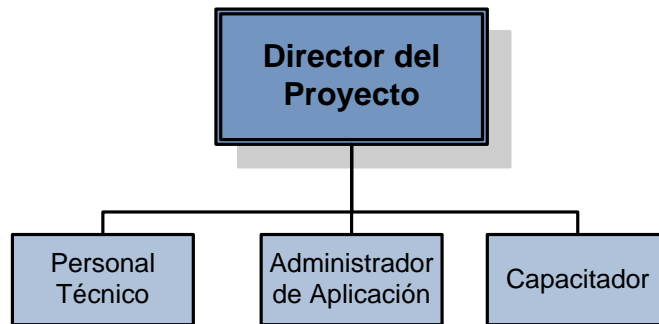 Director del
Proyecto
Personal
Técnico
Administrador
de Aplicación
Capacitador